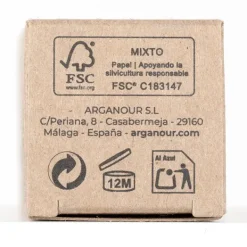 MIXTO
Papel | Apoyando la
silvicultura responsable
FSC® C183147
FSC
www.fsc.org
ARGANOUR S.L
C/Periana, 8 - Casabermeja - 29160
Málaga - España - arganour.com
12M
Al Azul